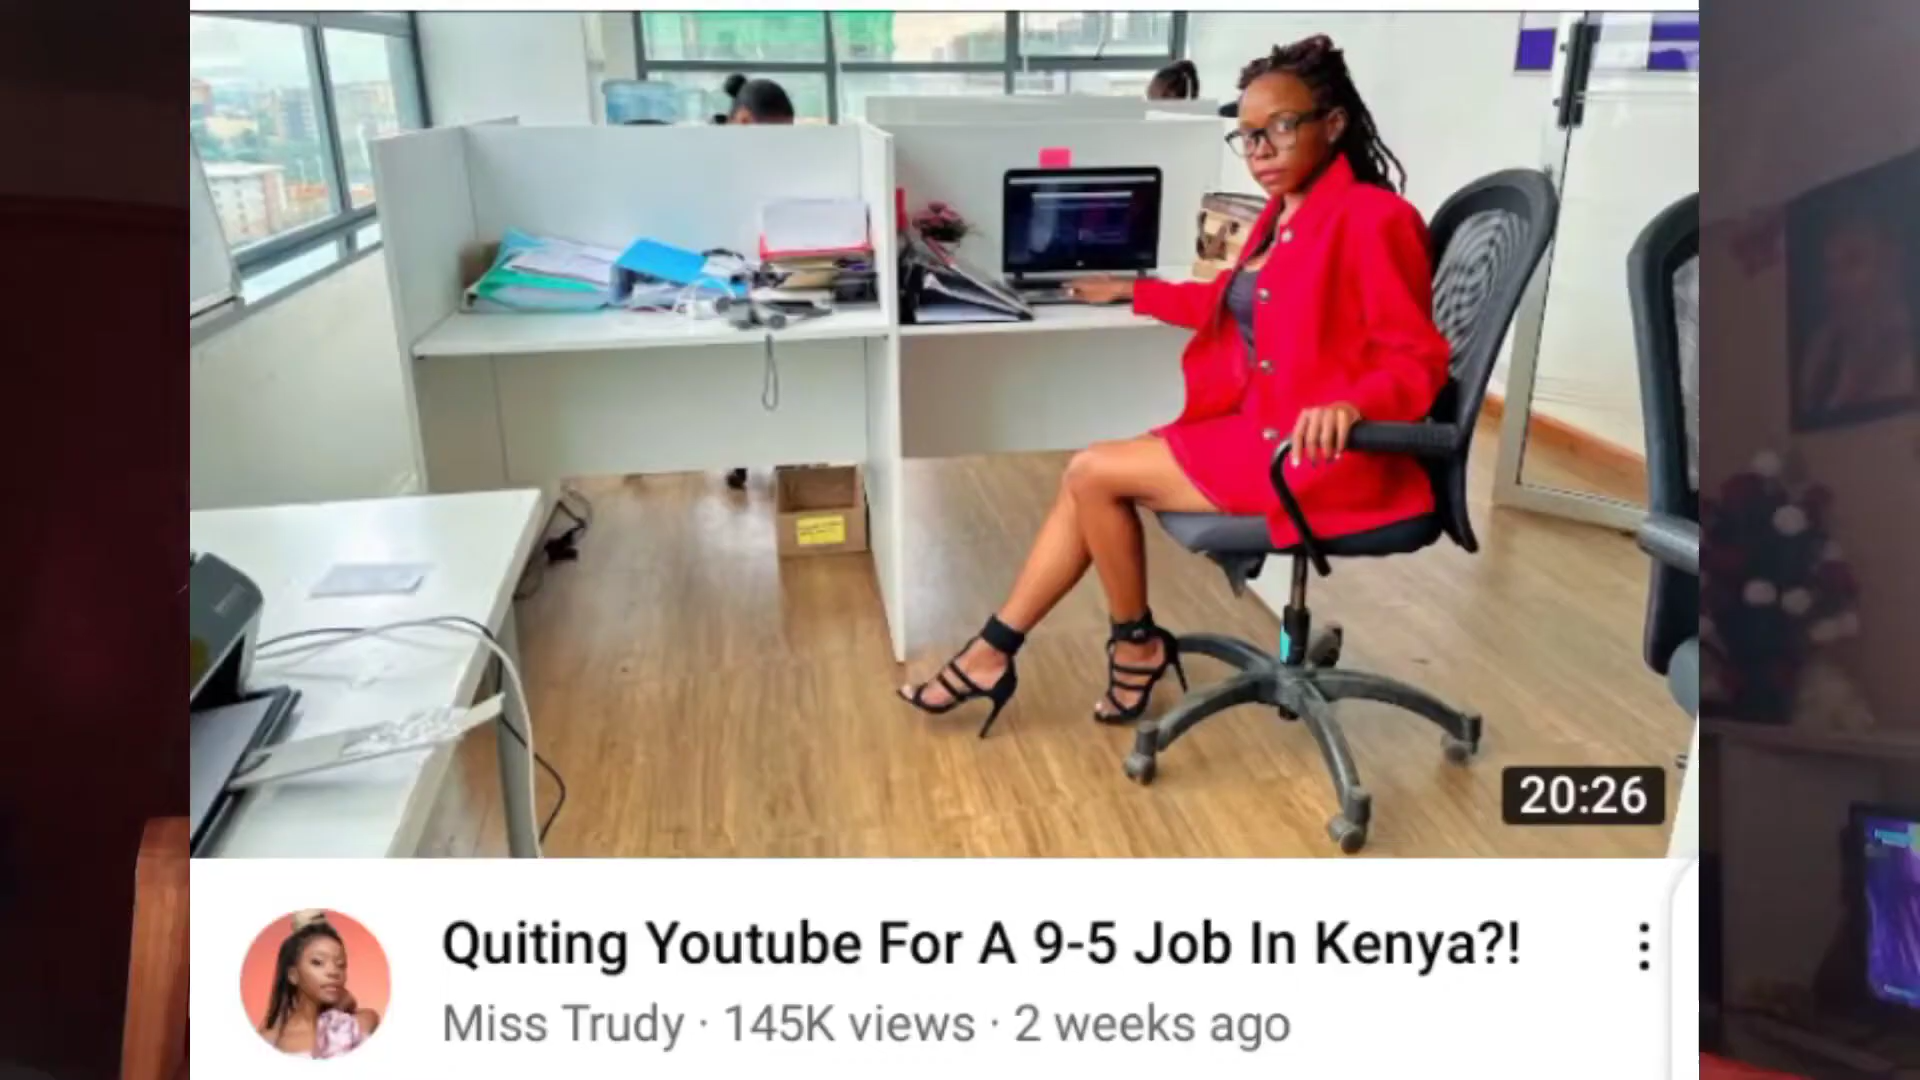 20:26
Quiting Youtube For A 9-5 Job In Kenya?!
Miss Trudy · 145K views · 2 weeks ago